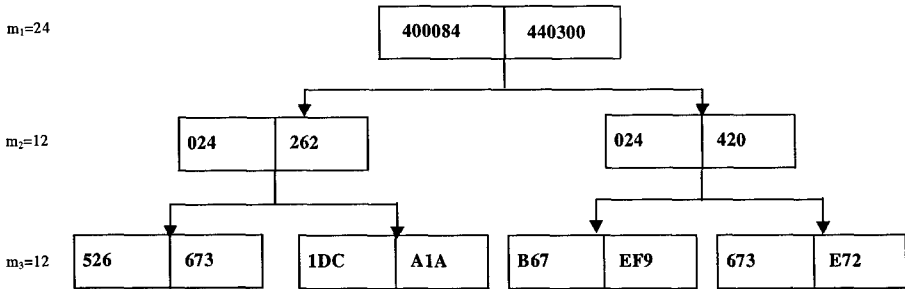 m₁=24 400084 440300
m₂=12 024 262 024 420
m₃=12 526 673 1DC A1A B67 EF9 673 E72